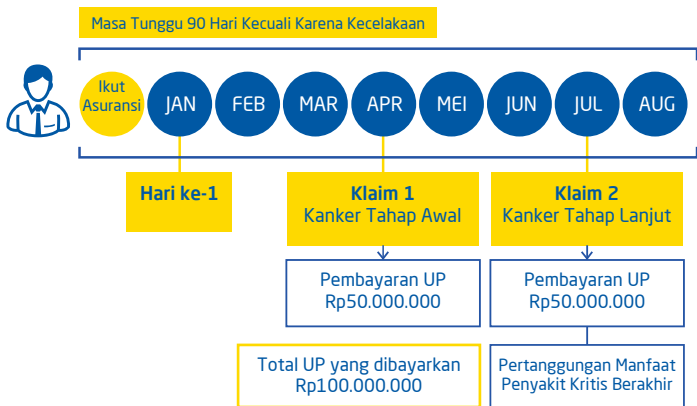 Masa Tunggu 90 Hari Kecuali Karena Kecelakaan
Ikut
Asuransi
JAN
FEB
MAR
APR
MEI
JUN
JUL
AUG
Hari ke-1
Klaim 1
Kanker Tahap Awal
Klaim 2
Kanker Tahap Lanjut
Pembayaran UP
Rp50.000.000
Pembayaran UP
Rp50.000.000
Total UP yang dibayarkan
Rp100.000.000
Pertanggungan Manfaat
Penyakit Kritis Berakhir